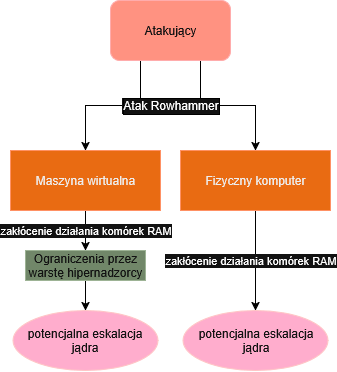 Atakujący
Atak Rowhammer
Maszyna wirtualna
Fizyczny komputer
zakłócenie działania komórek RAM
Ograniczenia przez
warstę hipernadzorcy
zakłócenie działania komórek RAM
potencjalna eskalacja
jądra
potencjalna eskalacja
jądra